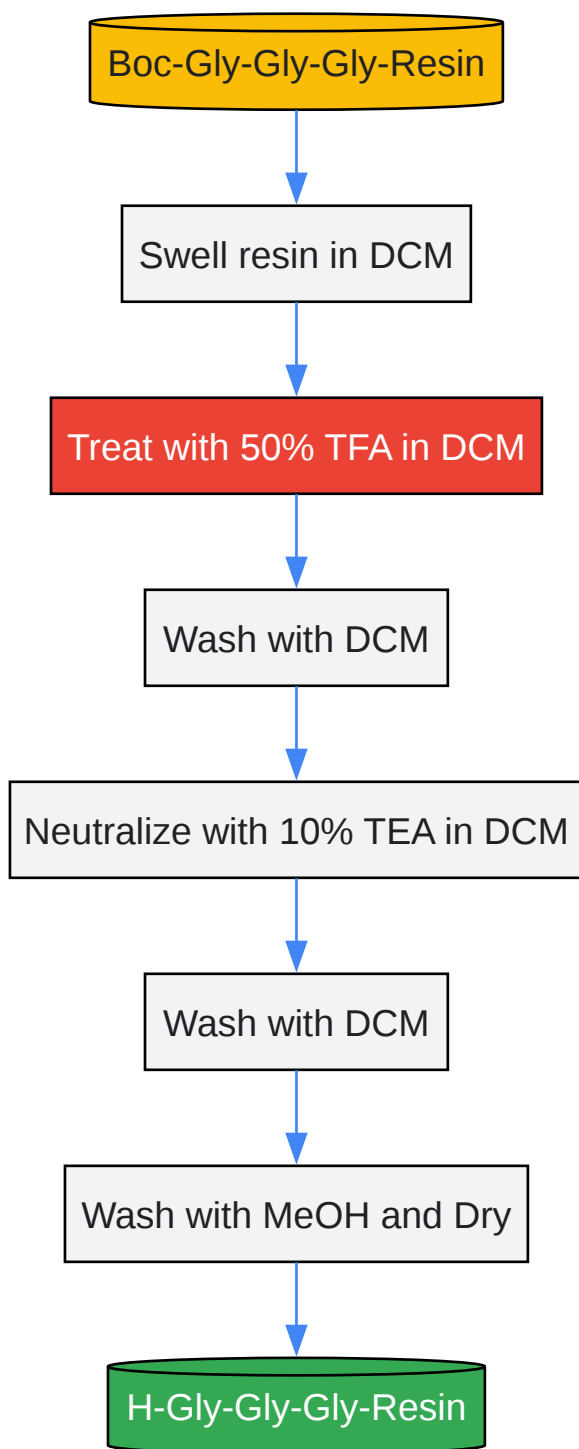 Boc-Gly-Gly-Gly-Resin
Swell resin in DCM
Treat with 50% TFA in DCM
Wash with DCM
Neutralize with 10% TEA in DCM
Wash with DCM
Wash with MeOH and Dry
H-Gly-Gly-Gly-Resin